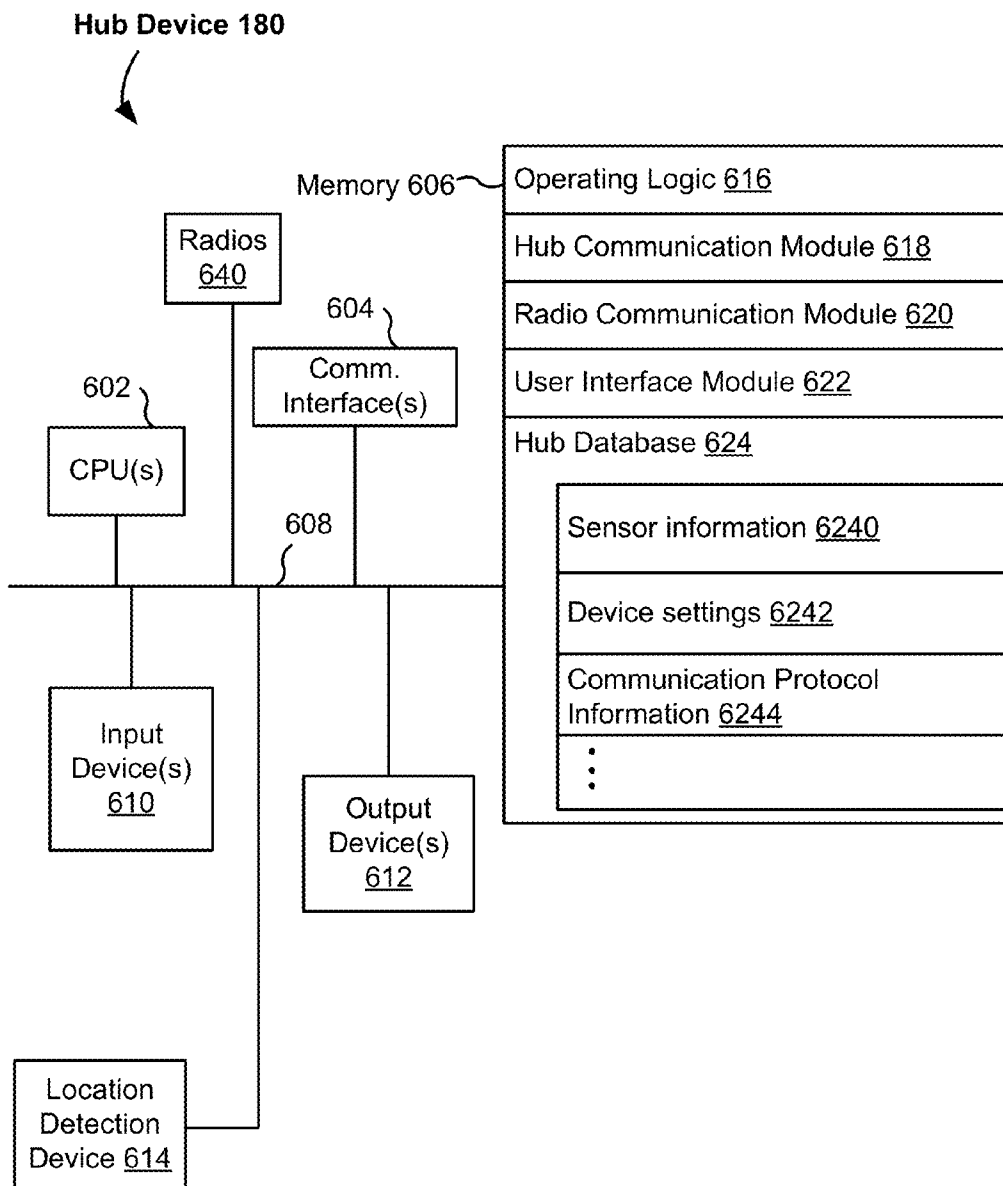 Hub Device 180
Memory 606
Operating Logic 616
Hub Communication Module 618
Radio Communication Module 620
User Interface Module 622
Hub Database 624
Sensor information 6240
Device settings 6242
Communication Protocol
Information 6244
Radios
640
604
Comm.
Interface(s)
602
CPU(s)
608
Input
Device(s)
610
Output
Device(s)
612
Location
Detection
Device 614